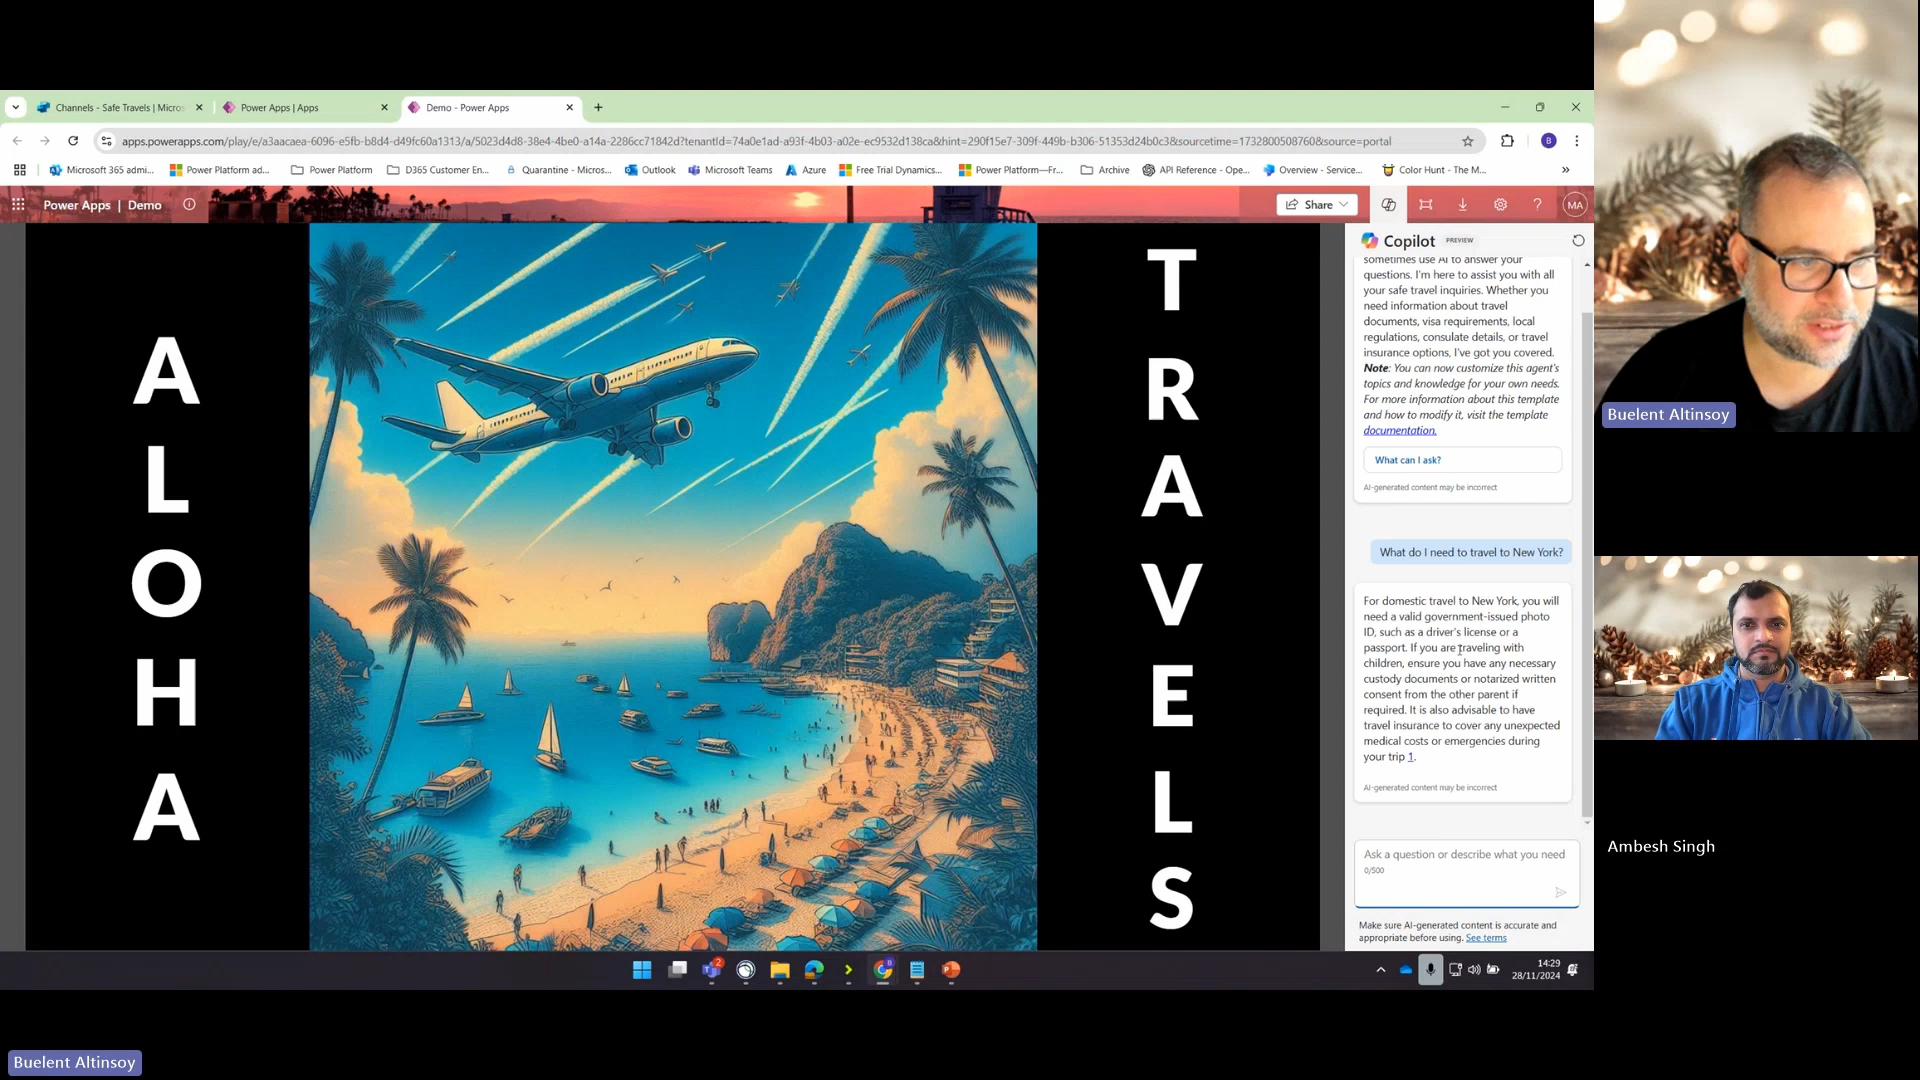 Channels - Safe Travels | Micros
Power Apps | Apps
Demo - Power Apps
apps.powerapps.com/play/e/a3aacaea-6096-e5fb-b8d4-d49fc60a1313/a/5023d4d8-38e4-4be0-a14a-2286cc71842d?tenantId=74a0e1ad-a93f-4b03-a02e-ec9532d138ca&hint=290f15e7-309f-449b-b306-51353d24b0c3&sourcetime=1732800508760&source=portal
B
Microsoft 365 admi...
Power Platform ad...
Power Platform
D365 Customer En...
Quarantine - Micros...
Outlook
Microsoft Teams
Azure
Free Trial Dynamics...
Power Platform—Fr...
Archive
API Reference - Ope...
Overview - Service...
Color Hunt - The M...
Power Apps | Demo
Share
MA
ALOHA
TRAVELS
Copilot PREVIEW
sometimes use AI to answer your
questions. I'm here to assist you with all
your safe travel inquiries. Whether you
need information about travel
documents, visa requirements, local
regulations, consulate details, or travel
insurance options, I've got you covered.
Note: You can now customize this agent's
topics and knowledge for your own needs.
For more information about this template
and how to modify it, visit the template
documentation.
What can I ask?
AI-generated content may be incorrect
What do I need to travel to New York?
For domestic travel to New York, you will
need a valid government-issued photo
ID, such as a driver's license or a
passport. If you are traveling with
children, ensure you have any necessary
custody documents or notarized written
consent from the other parent if
required. It is also advisable to have
travel insurance to cover any unexpected
medical costs or emergencies during
your trip 1.
AI-generated content may be incorrect
Ask a question or describe what you need
0/500
Make sure AI-generated content is accurate and
appropriate before using. See terms
2
14:29
28/11/2024
Buelent Altinsoy
Ambesh Singh
Buelent Altinsoy